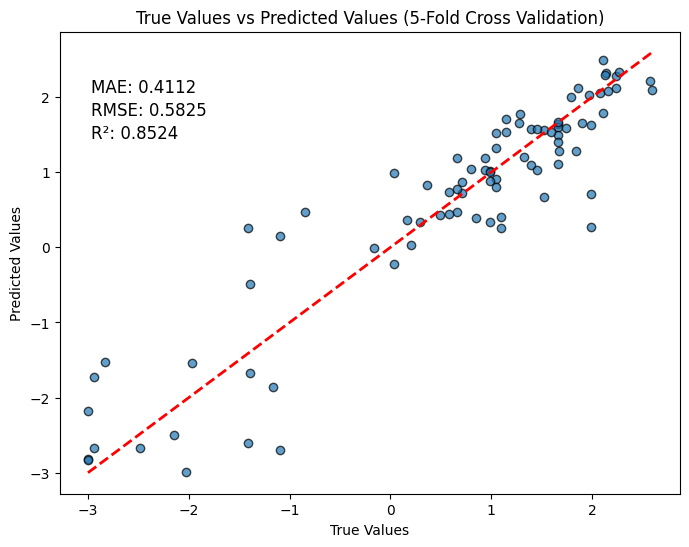 True Values vs Predicted Values (5-Fold Cross Validation)
MAE: 0.4112
RMSE: 0.5825
R²: 0.8524
Predicted Values
2
1
0
−1
−2
−3
−3
−2
−1
0
1
2
True Values